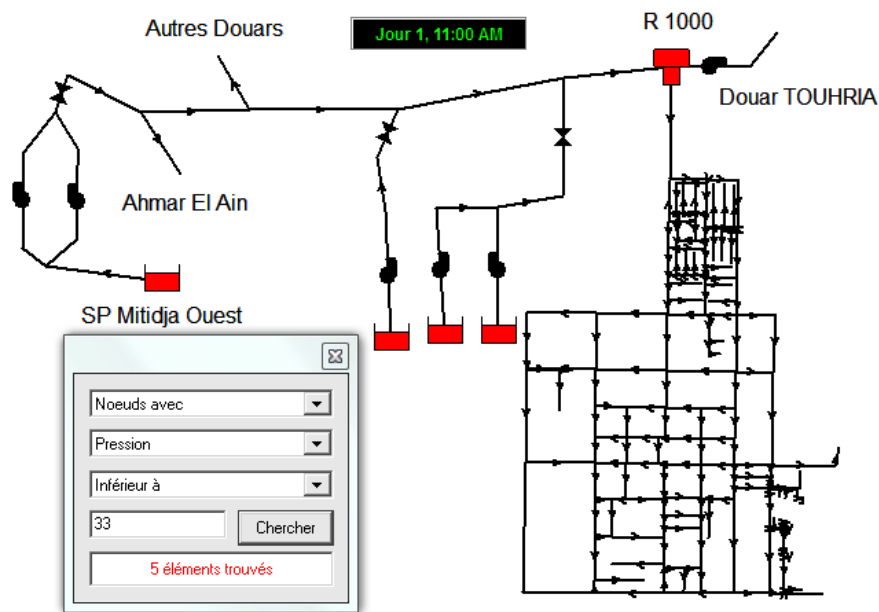 Autres Douars
Jour 1, 11:00 AM
R 1000
Douar TOUHRIA
Ahmar El Ain
SP Mitidja Ouest
Noeuds avec
Pression
Inférieur à
33
Chercher
5 éléments trouvés